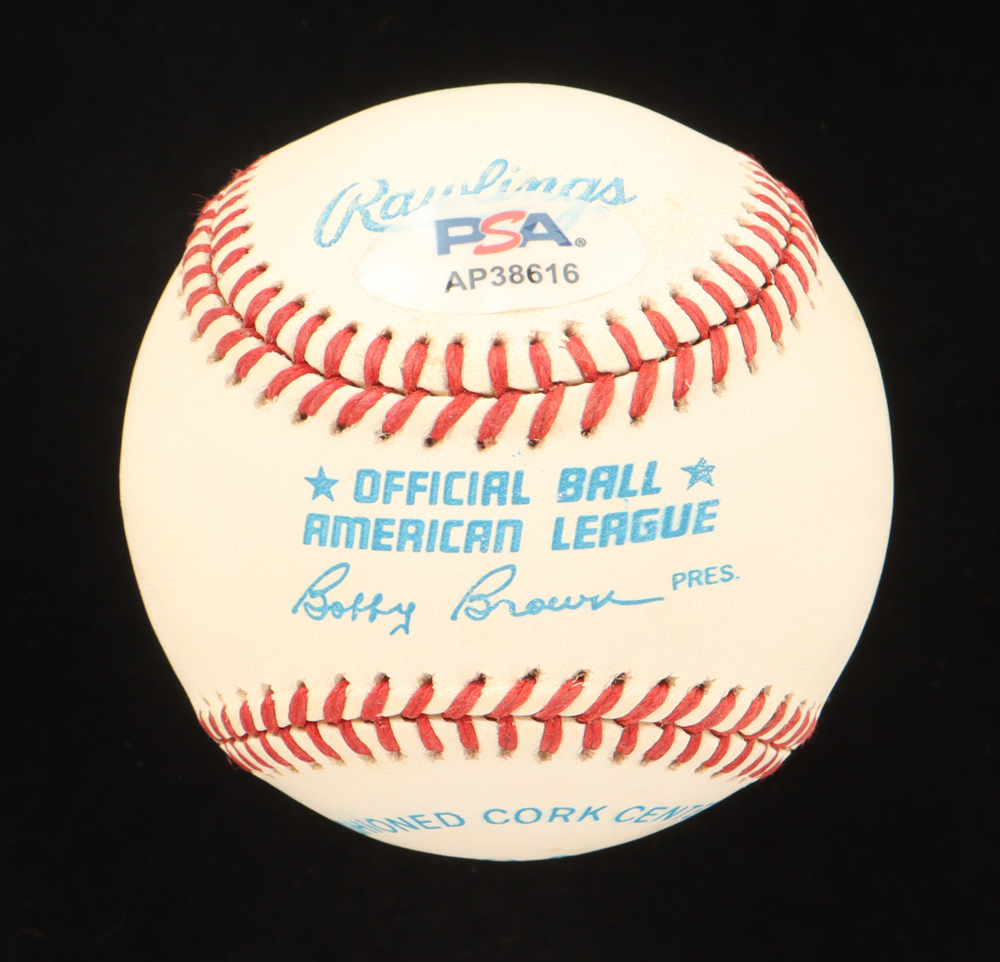 Rawlings
PSA®
AP38616
★ OFFICIAL BALL ★
AMERICAN LEAGUE
Bobby Brown PRES.
CORK